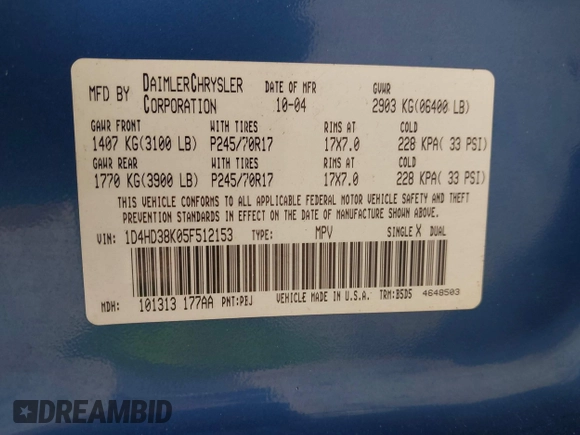 MFD BY DAIMLERCHRYSLER CORPORATION DATE OF MFR 10-04 GVWR 2903 KG(06400 LB)
GAWR FRONT WITH TIRES RIMS AT COLD
1407 KG(3100 LB) P245/70R17 17X7.0 228 KPA( 33 PSI)
GAWR REAR WITH TIRES RIMS AT COLD
1770 KG(3900 LB) P245/70R17 17X7.0 228 KPA( 33 PSI)
THIS VEHICLE CONFORMS TO ALL APPLICABLE FEDERAL MOTOR VEHICLE SAFETY AND THEFT
PREVENTION STANDARDS IN EFFECT ON THE DATE OF MANUFACTURE SHOWN ABOVE.
VIN: 1D4HD38K05F512153 TYPE: MPV SINGLE X DUAL
MDH: 101313 177AA PNT:PBJ VEHICLE MADE IN U.S.A. TRM:BSD5 4648503
DREAMBID